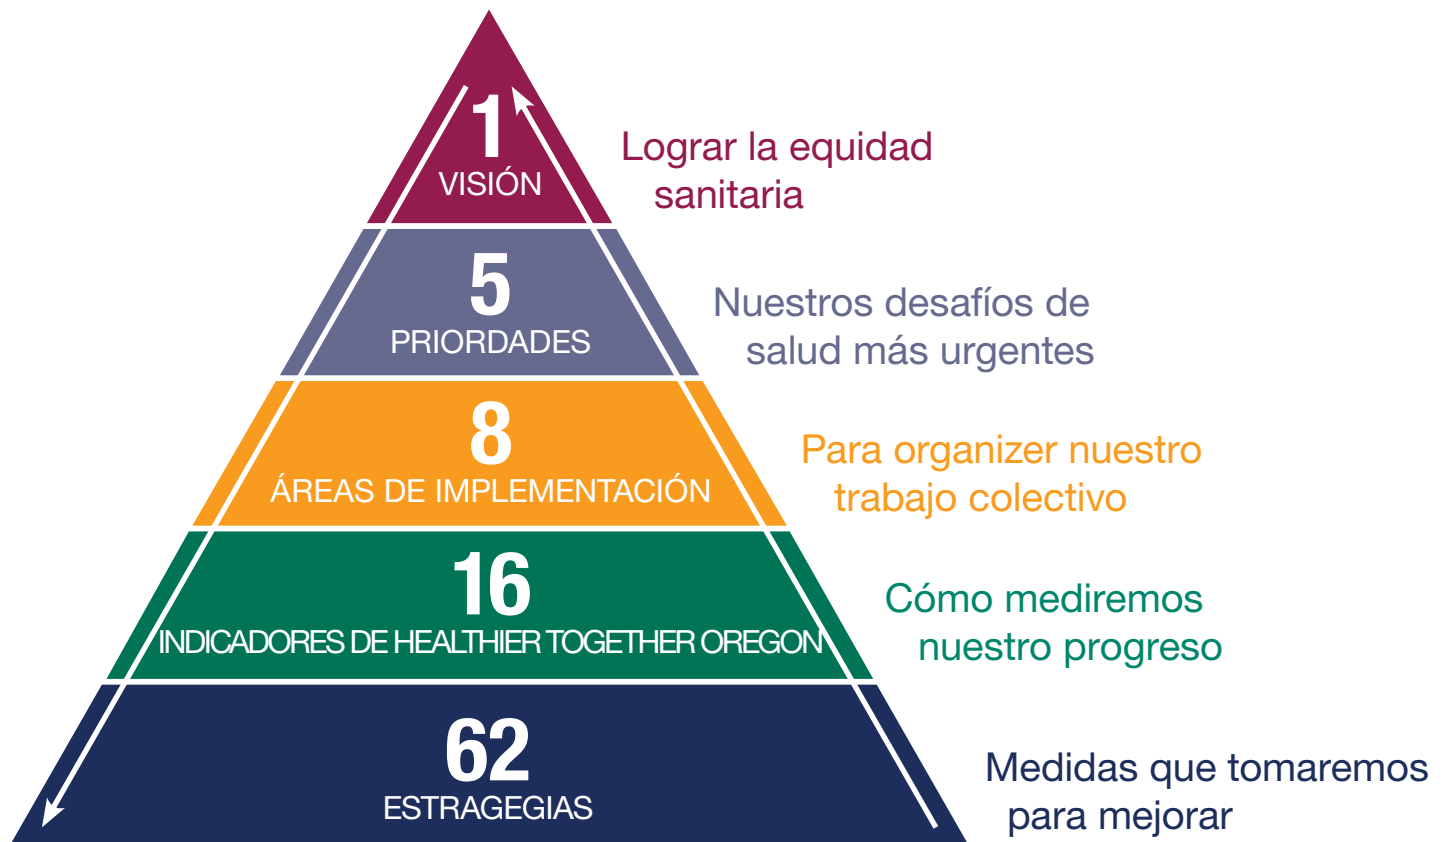 1
VISIÓN
Lograr la equidad
sanitaria
5
PRIORDADES
Nuestros desafíos de
salud más urgentes
8
ÁREAS DE IMPLEMENTACIÓN
Para organizer nuestro
trabajo colectivo
16
INDICADORES DE HEALTHIER TOGETHER OREGON
Cómo mediremos
nuestro progreso
62
ESTRAGEGIAS
Medidas que tomaremos
para mejorar